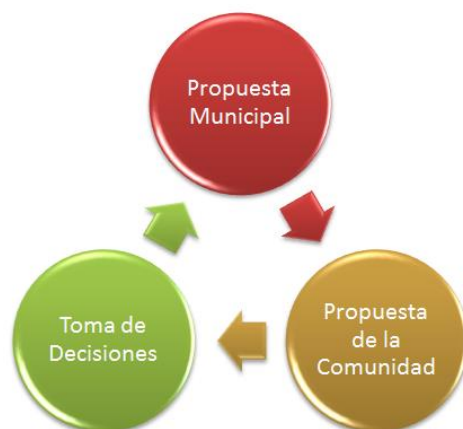 Propuesta
Municipal
Propuesta
de la
Comunidad
Toma de
Decisiones